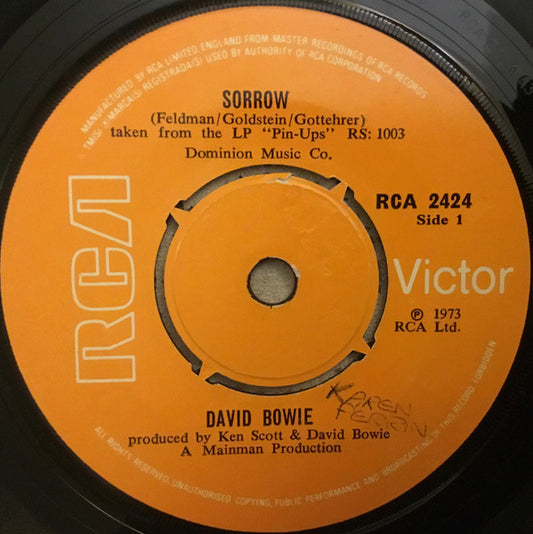 MANUFACTURED BY RCA LIMITED, ENGLAND FROM MASTER RECORDINGS OF RCA RECORDS
TM(S) ® MARCA(S) REGISTRADA(S) USED BY AUTHORITY OF RCA CORPORATION
SORROW
(Feldman/Goldstein/Gottehrer)
taken from the LP "Pin-Ups" RS: 1003
Dominion Music Co.
RCA 2424
Side 1
RCA
Victor
℗ 1973
RCA Ltd.
KAREN
DAVID BOWIE
produced by Ken Scott & David Bowie
A Mainman Production
ALL RIGHTS RESERVED, UNAUTHORISED COPYING, PUBLIC PERFORMANCE AND BROADCASTING OF THIS RECORD FORBIDDEN